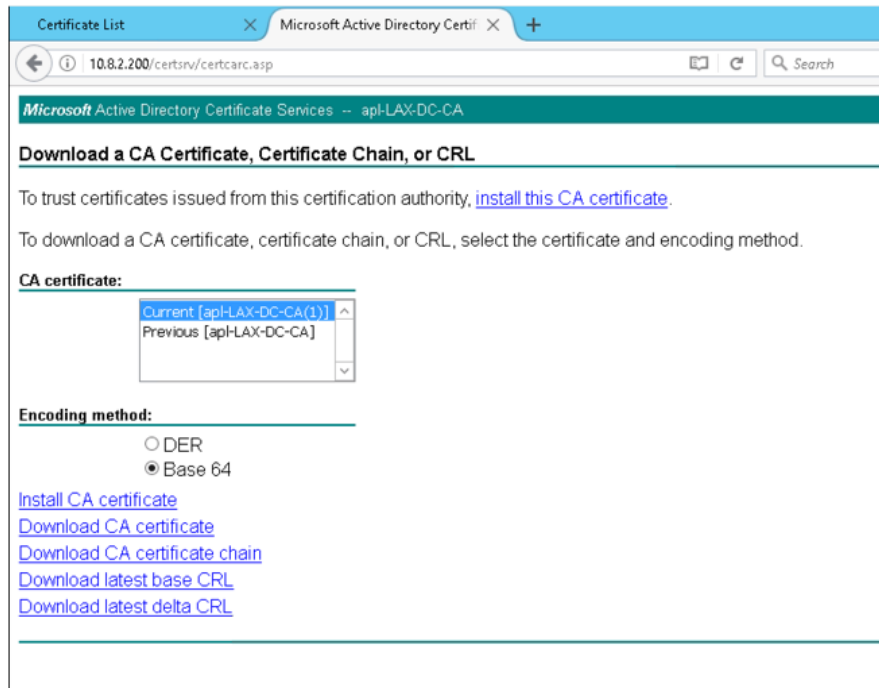 Certificate List
Microsoft Active Directory Certif
10.8.2.200/certsrv/certcarc.asp
Search
Microsoft Active Directory Certificate Services -- apl-LAX-DC-CA
Download a CA Certificate, Certificate Chain, or CRL
To trust certificates issued from this certification authority, install this CA certificate.
To download a CA certificate, certificate chain, or CRL, select the certificate and encoding method.
CA certificate:
Current [apl-LAX-DC-CA(1)]
Previous [apl-LAX-DC-CA]
Encoding method:
DER
Base 64
Install CA certificate
Download CA certificate
Download CA certificate chain
Download latest base CRL
Download latest delta CRL